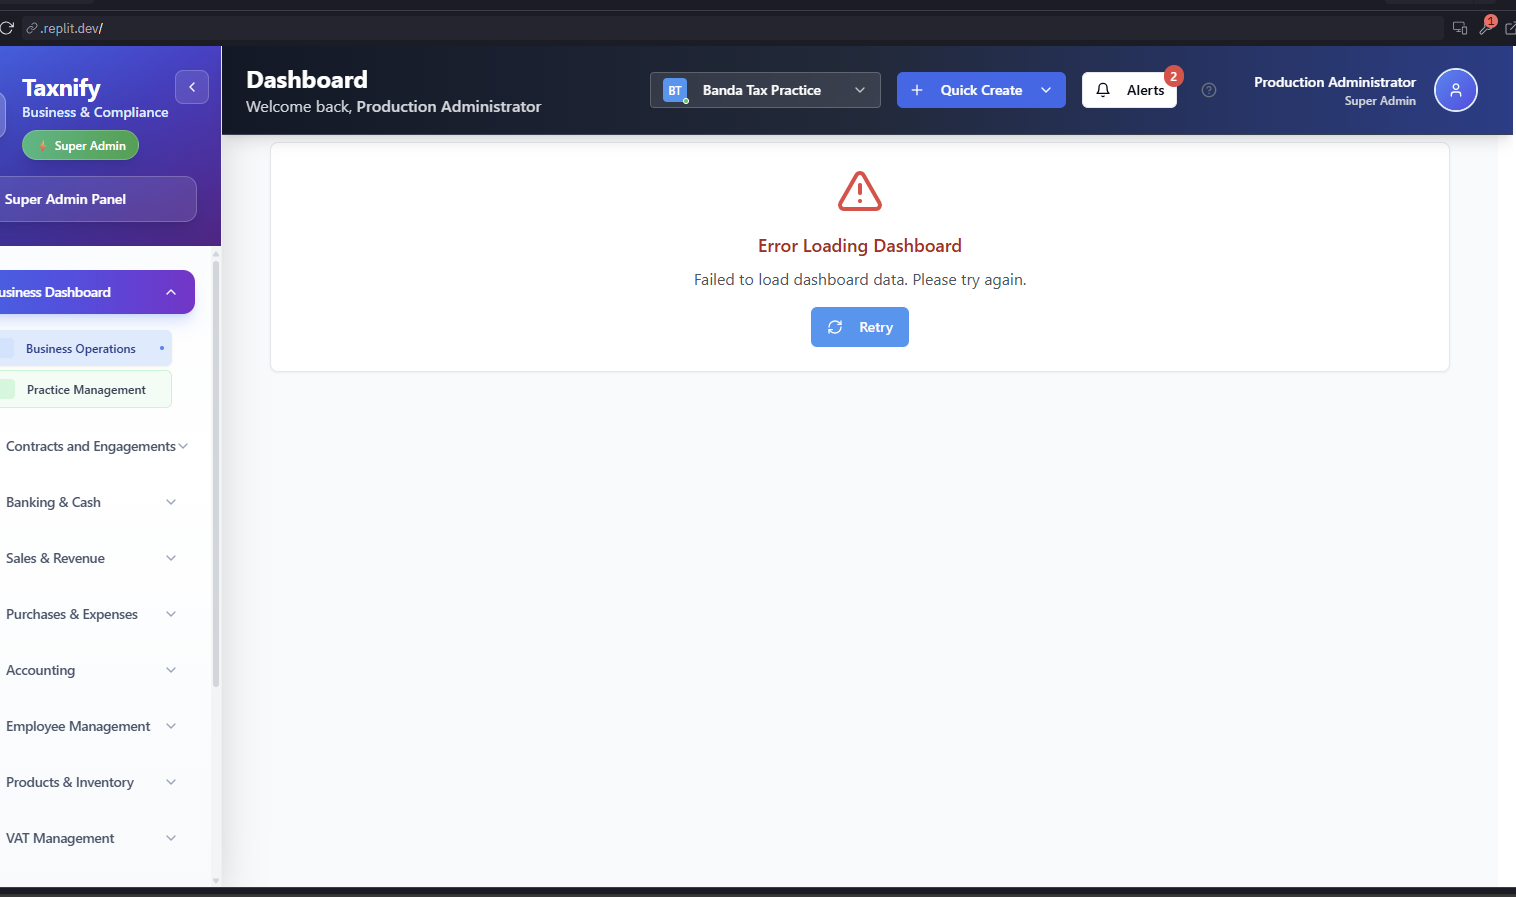 .replit.dev/
1
Taxnify
Business & Compliance
Super Admin
Super Admin Panel
Dashboard
Welcome back, Production Administrator
BT
Banda Tax Practice
Quick Create
Alerts
2
Production Administrator
Super Admin
usiness Dashboard
Business Operations
Practice Management
Contracts and Engagements
Banking & Cash
Sales & Revenue
Purchases & Expenses
Accounting
Employee Management
Products & Inventory
VAT Management
Error Loading Dashboard
Failed to load dashboard data. Please try again.
Retry